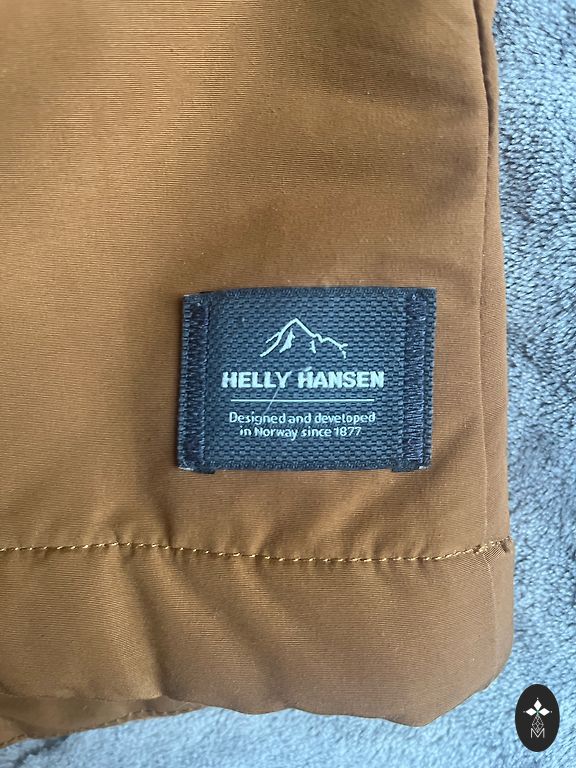 HELLY HANSEN
Designed and developed
in Norway since 1877
M